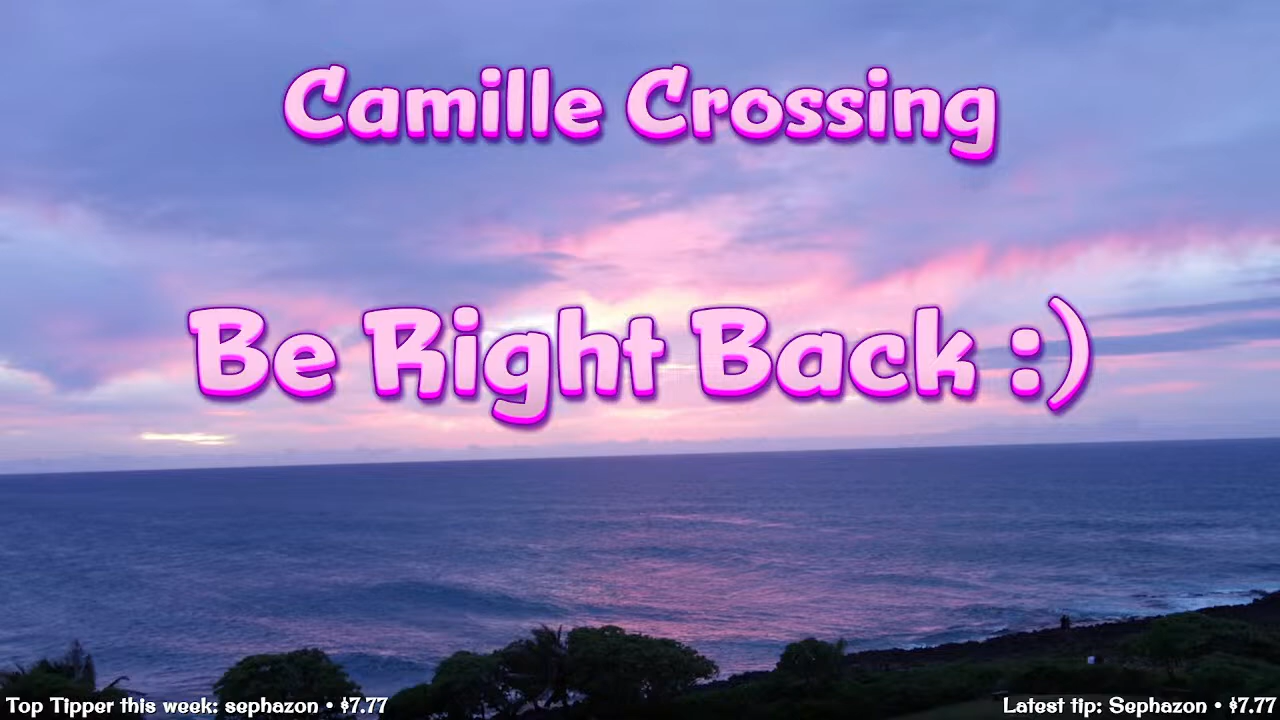 Camille Crossing
Be Right Back :)
Top Tipper this week: sephazon • $7.77
Latest tip: Sephazon • $7.77